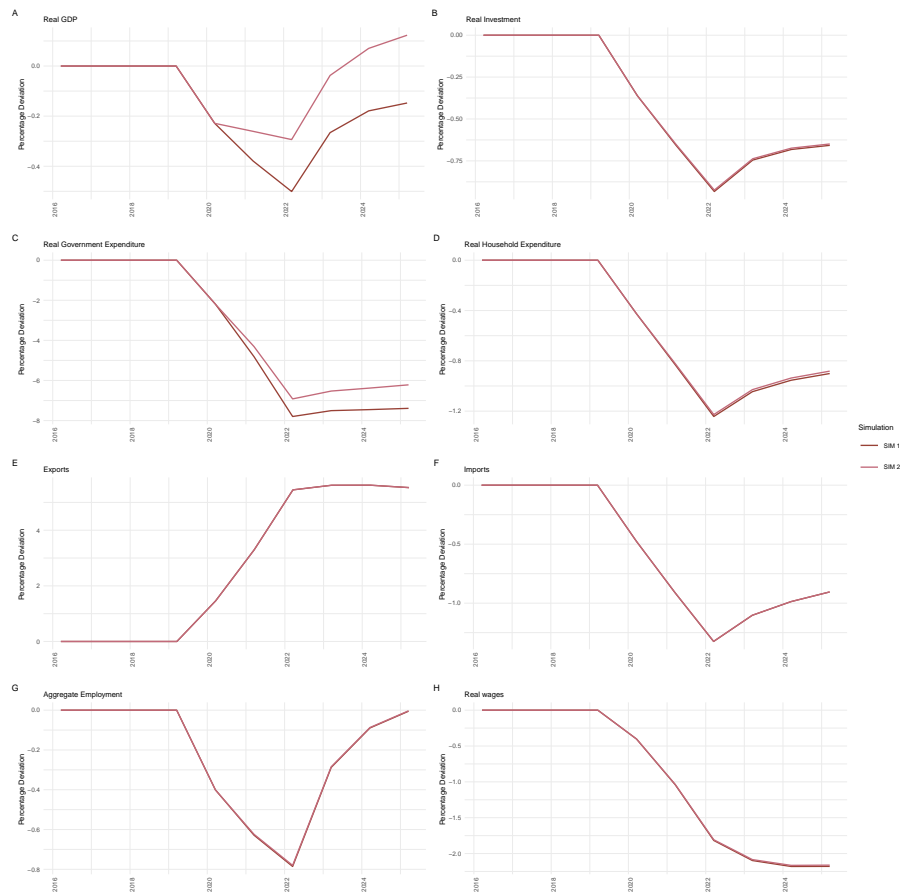 A
Real GDP
Percentage Deviation
0.0
−0.2
−0.4
2016
2018
2020
2022
2024
B
Real Investment
Percentage Deviation
0.00
−0.25
−0.50
−0.75
2016
2018
2020
2022
2024
C
Real Government Expenditure
Percentage Deviation
0
−2
−4
−6
−8
2016
2018
2020
2022
2024
D
Real Household Expenditure
Percentage Deviation
0.0
−0.4
−0.8
−1.2
2016
2018
2020
2022
2024
Simulation
SIM 1
SIM 2
E
Exports
Percentage Deviation
4
2
0
2016
2018
2020
2022
2024
F
Imports
Percentage Deviation
0.0
−0.5
−1.0
2016
2018
2020
2022
2024
G
Aggregate Employment
Percentage Deviation
0.0
−0.2
−0.4
−0.6
−0.8
2016
2018
2020
2022
2024
H
Real wages
Percentage Deviation
0.0
−0.5
−1.0
−1.5
−2.0
2016
2018
2020
2022
2024